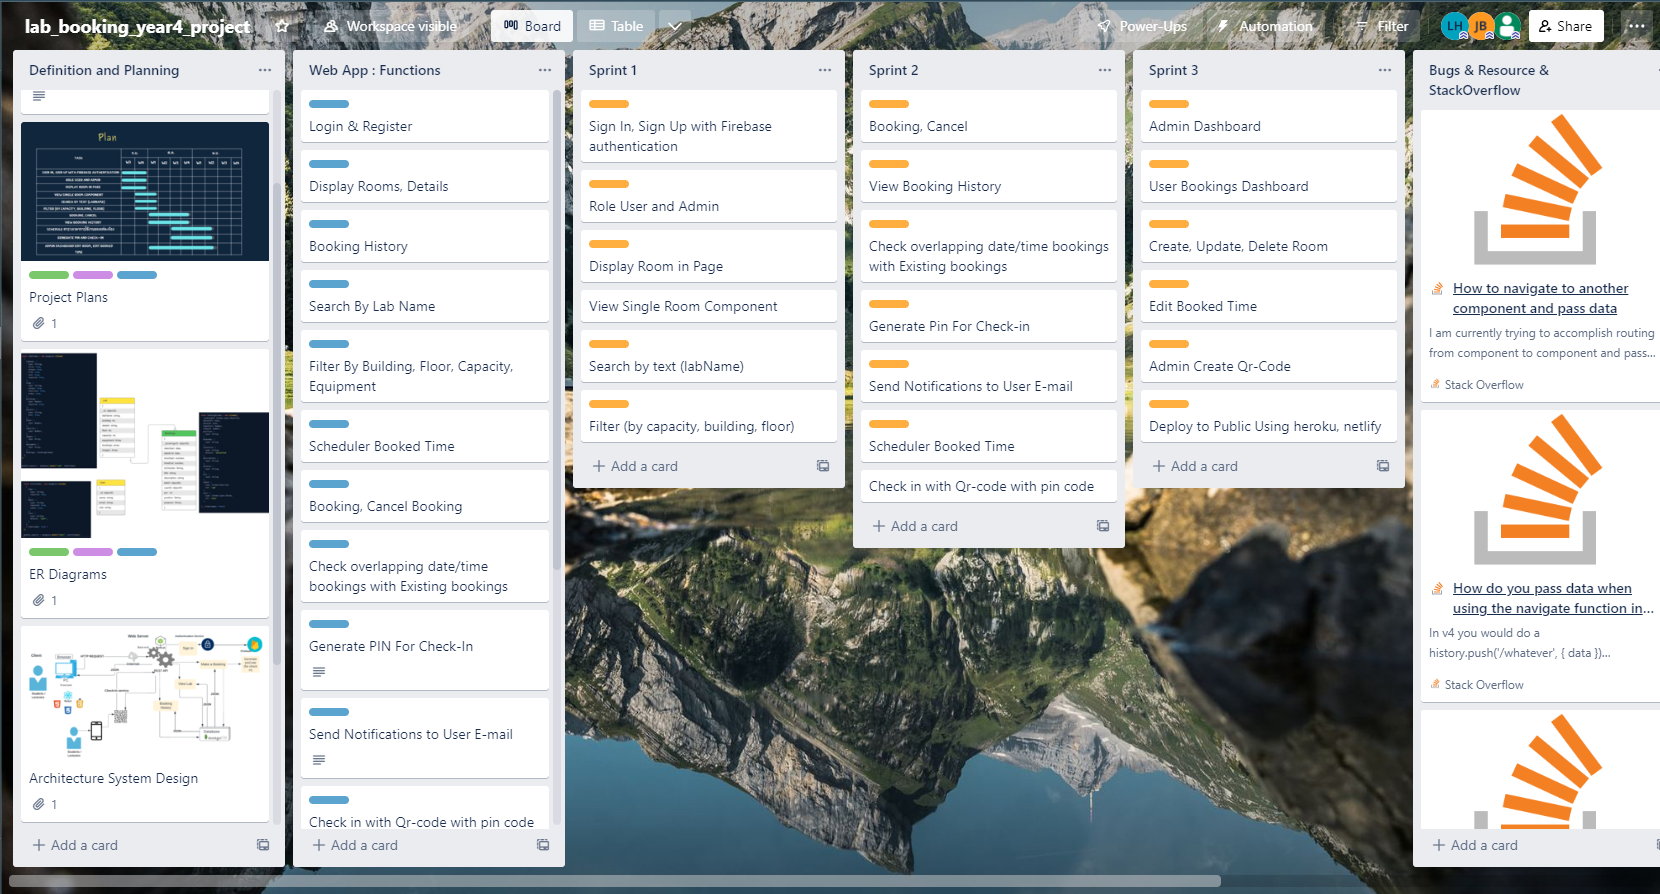 lab_booking_year4_project
Workspace visible
Board
Table
Power-Ups
Automation
Filter
LH
JB
Share
Definition and Planning
Plan
Project Plans
1
ER Diagrams
1
Web Server
Client
Architecture System Design
1
Add a card
Web App : Functions
Login & Register
Display Rooms, Details
Booking History
Search By Lab Name
Filter By Building, Floor, Capacity,
Equipment
Scheduler Booked Time
Booking, Cancel Booking
Check overlapping date/time
bookings with Existing bookings
Generate PIN For Check-In
Send Notifications to User E-mail
Check in with Qr-code with pin code
Add a card
Sprint 1
Sign In, Sign Up with Firebase
authentication
Role User and Admin
Display Room in Page
View Single Room Component
Search by text (labName)
Filter (by capacity, building, floor)
Add a card
Sprint 2
Booking, Cancel
View Booking History
Check overlapping date/time bookings
with Existing bookings
Generate Pin For Check-in
Send Notifications to User E-mail
Scheduler Booked Time
Check in with Qr-code with pin code
Add a card
Sprint 3
Admin Dashboard
User Bookings Dashboard
Create, Update, Delete Room
Edit Booked Time
Admin Create Qr-Code
Deploy to Public Using heroku, netlify
Add a card
Bugs & Resource &
StackOverflow
How to navigate to another
component and pass data
I am currently trying to accomplish routing
from component to component and pass...
Stack Overflow
How do you pass data when
using the navigate function in...
In v4 you would do a
history.push('/whatever', { data })...
Stack Overflow
Add a card